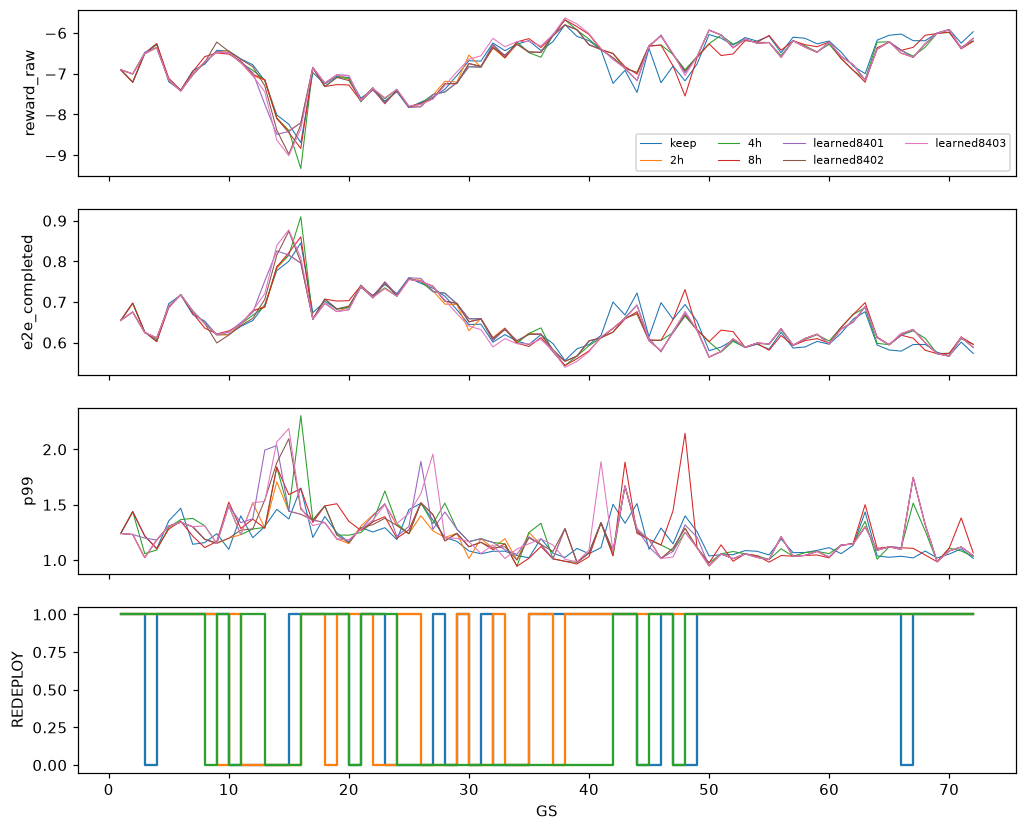 reward_raw
−6
−7
−8
−9
keep 4h learned8401 learned8403
2h 8h learned8402
e2e_completed
0.9
0.8
0.7
0.6
p99
2.0
1.5
1.0
REDEPLOY
1.00
0.75
0.50
0.25
0.00
0 10 20 30 40 50 60 70
GS